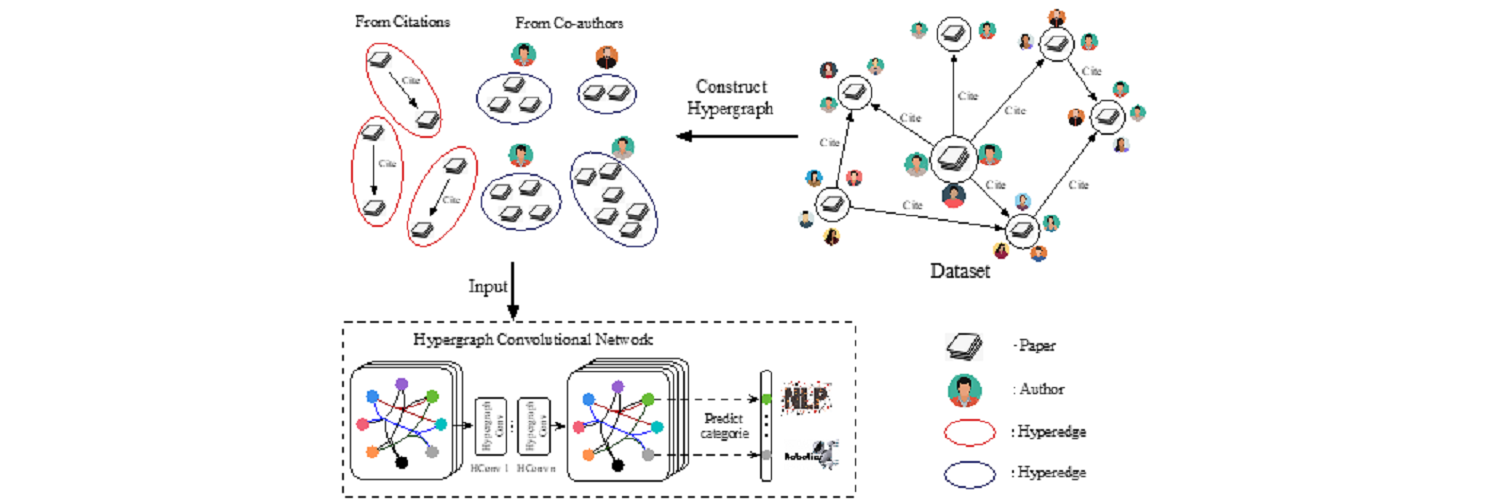 From Citations
From Co-authors
Cite
Cite
Cite
Construct
Hypergraph
Cite
Cite
Cite
Cite
Cite
Cite
Cite
Cite
Dataset
Input
Hypergraph Convolutional Network
Hypergraph
Conv
Hypergraph
Conv
HConv 1
HConv n
Predict
categorie
NLP
Robotics
: Paper
: Author
: Hyperedge
: Hyperedge